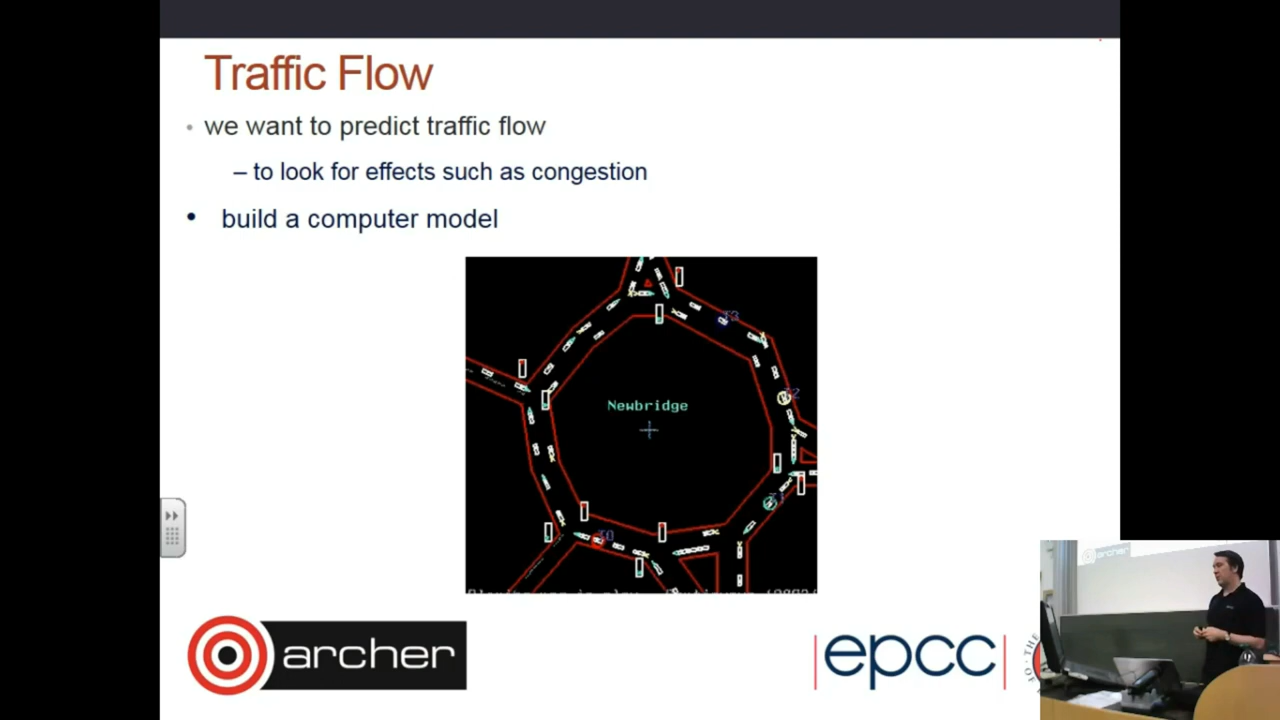 Traffic Flow
• we want to predict traffic flow
– to look for effects such as congestion
• build a computer model
Newbridge
archer
epcc
archer